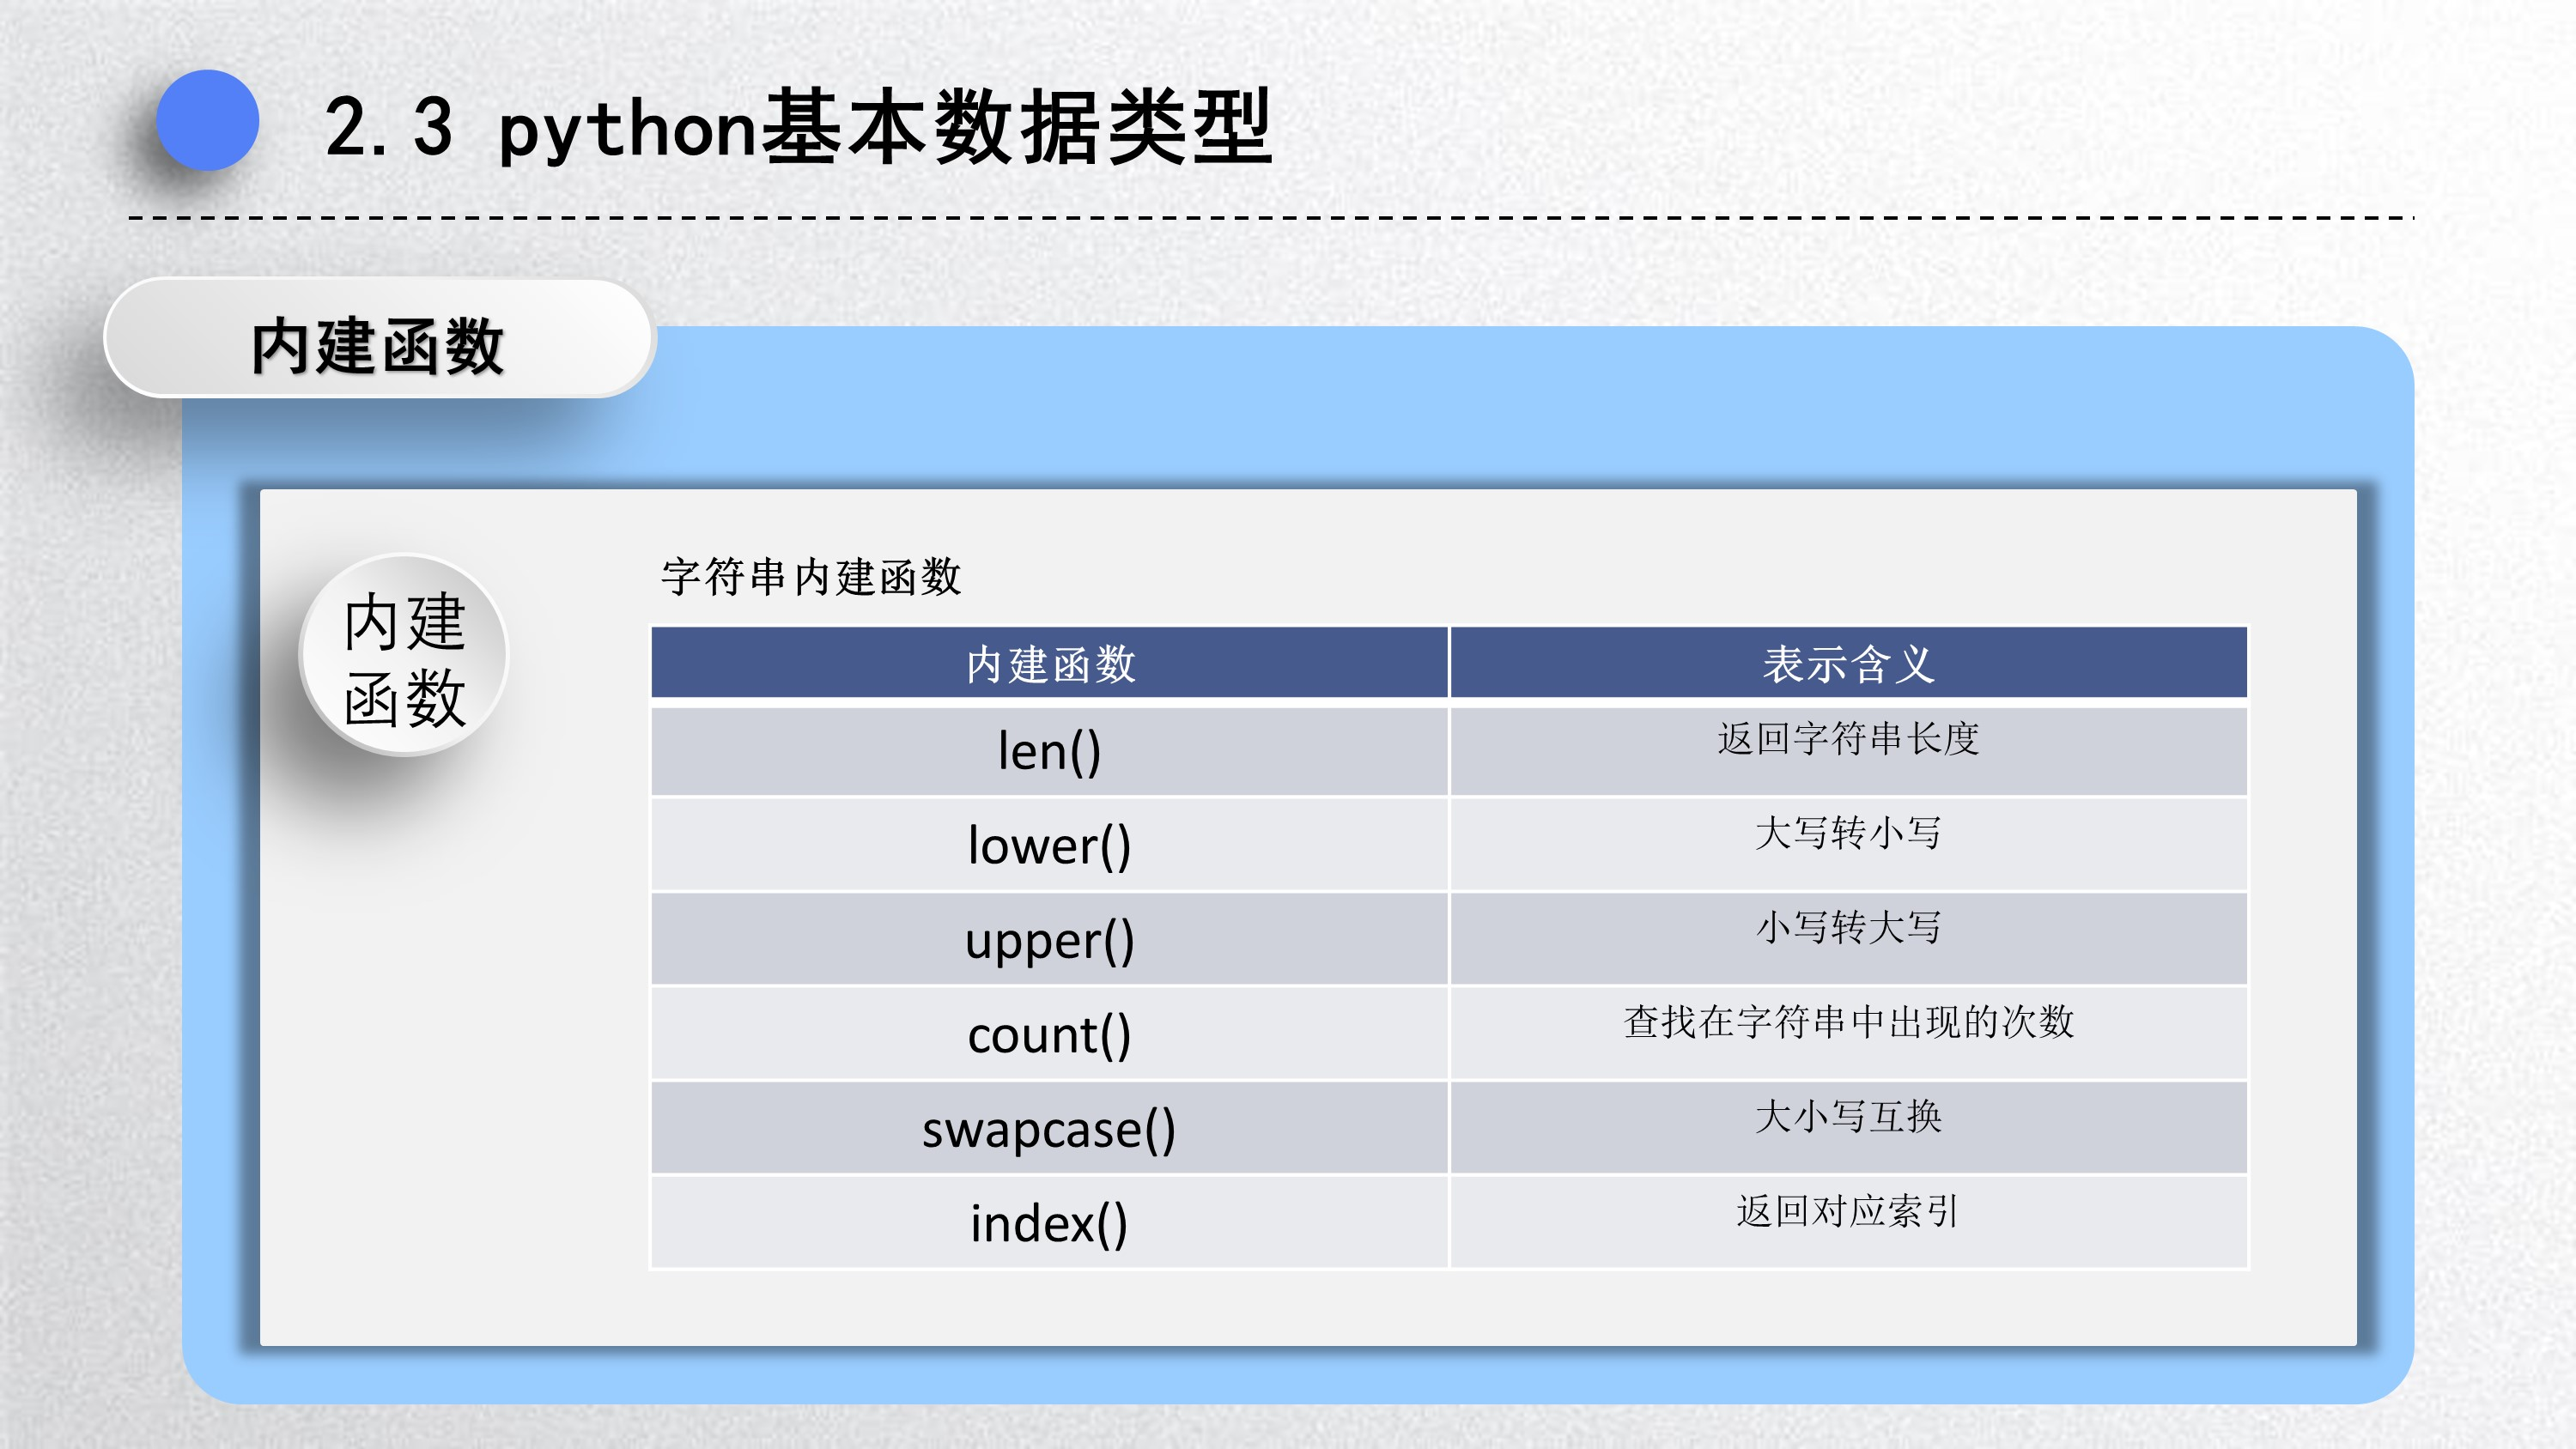 2.3 python基本数据类型
内建函数
内建
函数
字符串内建函数
内建函数 表示含义
len() 返回字符串长度
lower() 大写转小写
upper() 小写转大写
count() 查找在字符串中出现的次数
swapcase() 大小写互换
index() 返回对应索引